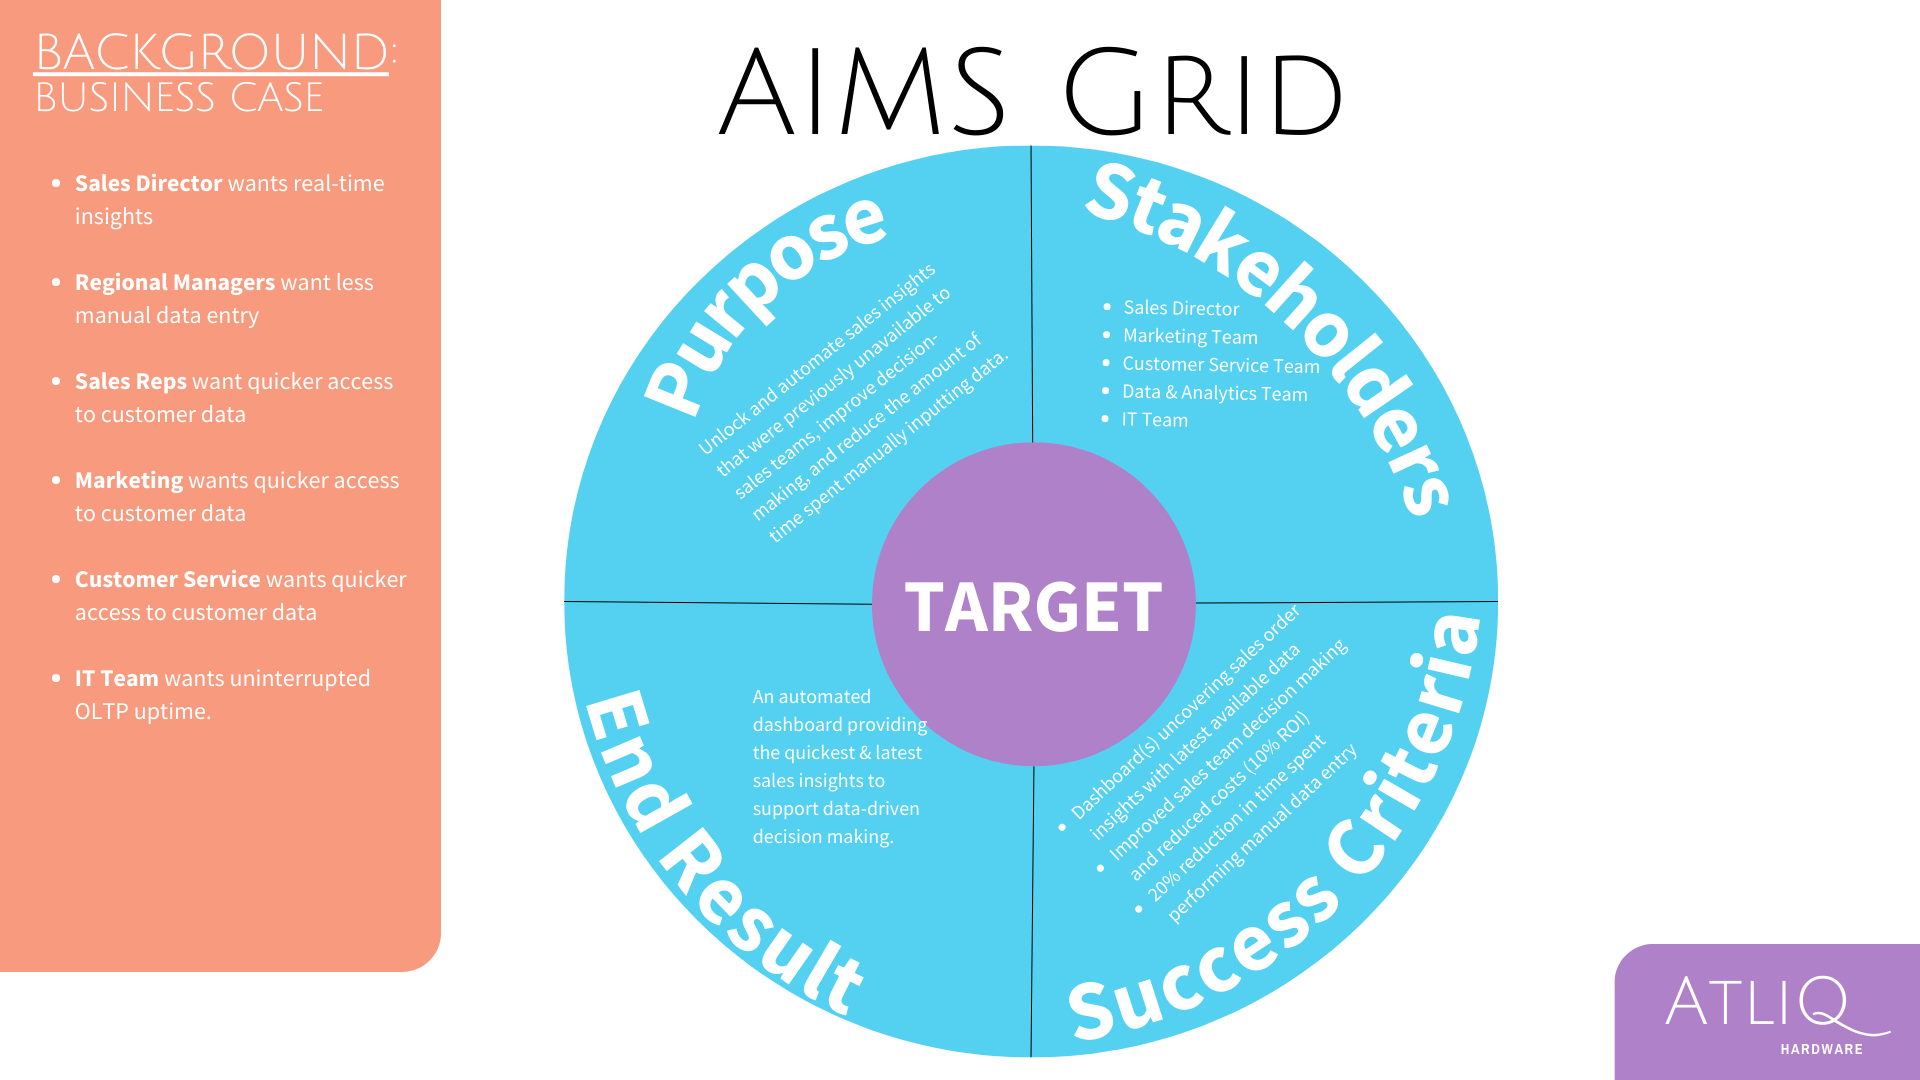 BACKGROUND:
BUSINESS CASE
Sales Director wants real-time
insights
Regional Managers want less
manual data entry
Sales Reps want quicker access
to customer data
Marketing wants quicker access
to customer data
Customer Service wants quicker
access to customer data
IT Team wants uninterrupted
OLTP uptime.
AIMS GRID
Purpose
Unlock and automate sales insights
that were previously unavailable to
sales teams, improve decision-
making, and reduce the amount of
time spent manually inputting data.
Stakeholders
Sales Director
Marketing Team
Customer Service Team
Data & Analytics Team
IT Team
TARGET
End Result
An automated
dashboard providing
the quickest & latest
sales insights to
support data-driven
decision making.
Success Criteria
Dashboard(s) uncovering sales order
insights with latest available data
Improved sales team decision making
and reduced costs (10% ROI)
20% reduction in time spent
performing manual data entry
ATLIQ
HARDWARE